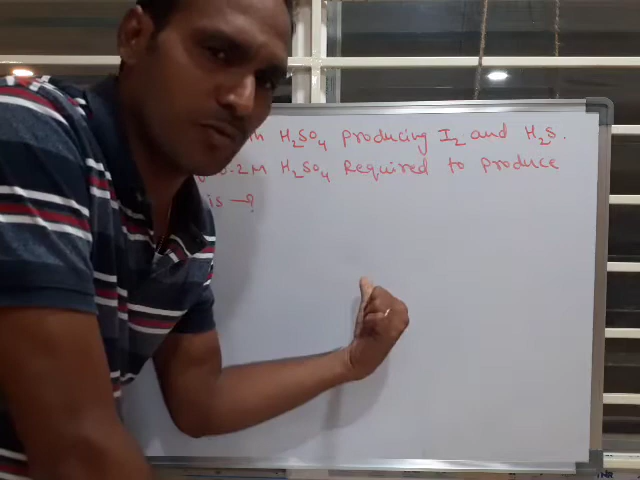 H₂SO₄ producing I₂ and H₂S.
0.2M H₂SO₄ Required to produce
is →?